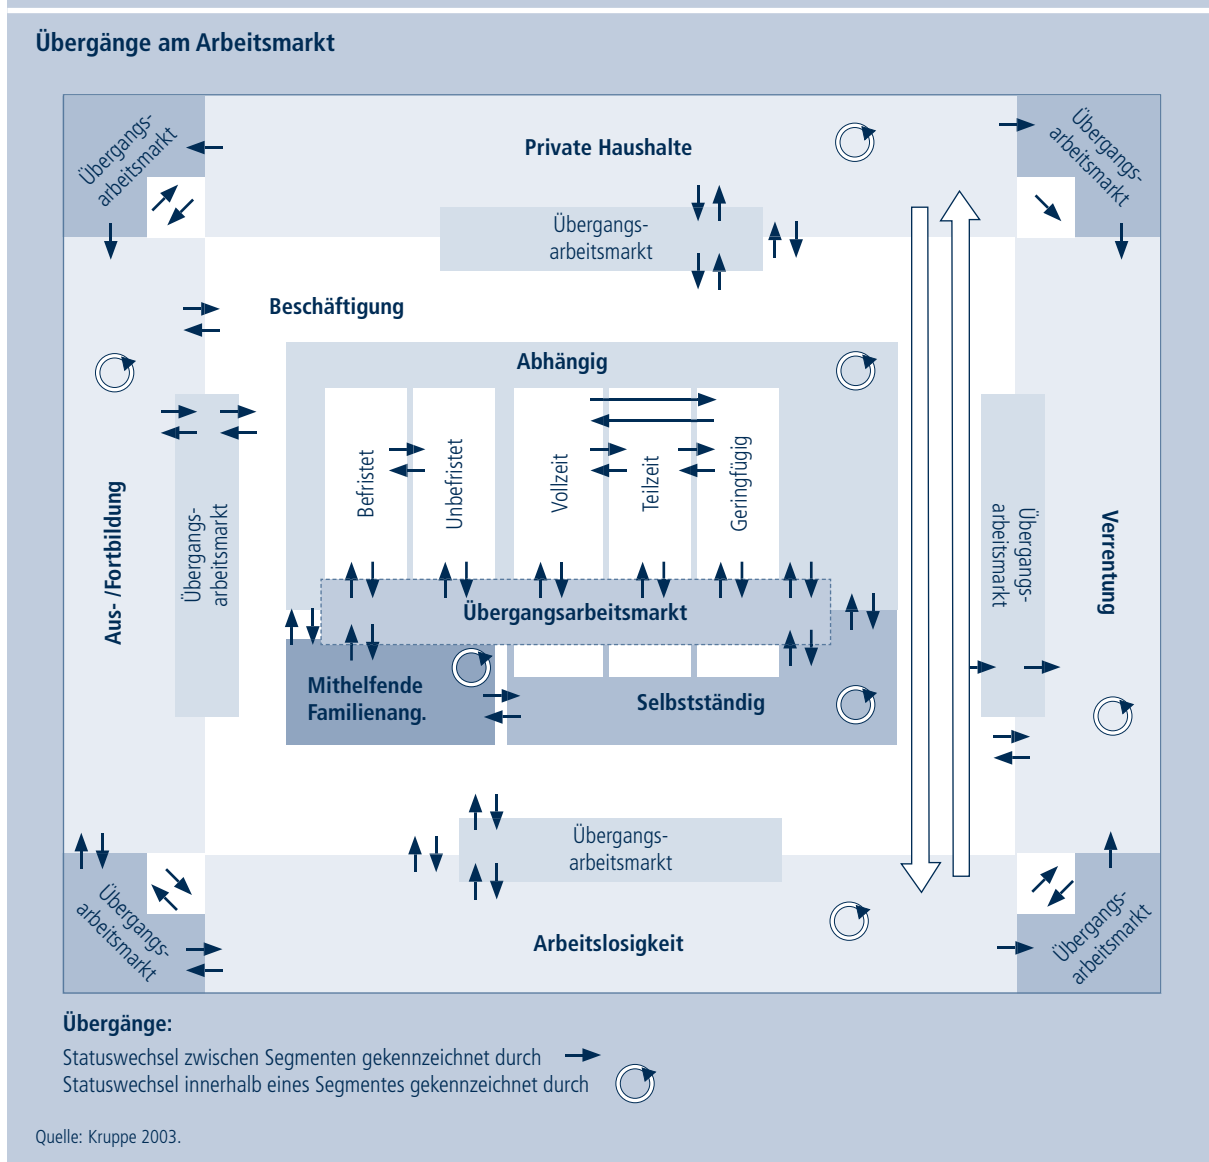 Übergänge am Arbeitsmarkt
Übergangs-
arbeitsmarkt
Private Haushalte
Übergangs-
arbeitsmarkt
Übergangs-
arbeitsmarkt
Beschäftigung
Abhängig
Befristet
Unbefristet
Vollzeit
Teilzeit
Geringfügig
Aus- /Fortbildung
Übergangs-
arbeitsmarkt
Übergangs-
arbeitsmarkt
Verrentung
Übergangsarbeitsmarkt
Mithelfende
Familienang.
Selbstständig
Übergangs-
arbeitsmarkt
Übergangs-
arbeitsmarkt
Arbeitslosigkeit
Übergangs-
arbeitsmarkt
Übergänge:
Statuswechsel zwischen Segmenten gekennzeichnet durch
Statuswechsel innerhalb eines Segmentes gekennzeichnet durch
Quelle: Kruppe 2003.